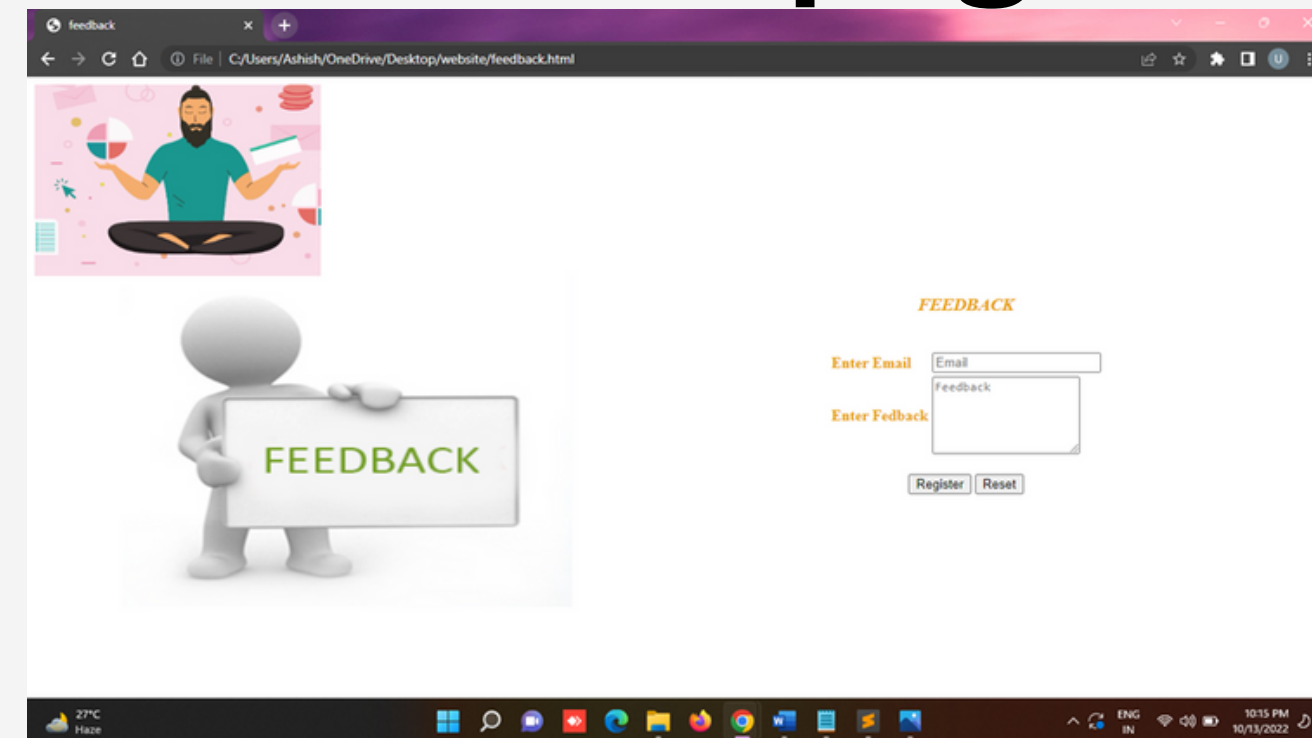 feedback
File | C:/Users/Ashish/OneDrive/Desktop/website/feedback.html
U
FEEDBACK
FEEDBACK
Enter Email Email
Enter Fedback Feedback
Register Reset
27°C
Haze
ENG
IN
10:15 PM
10/13/2022